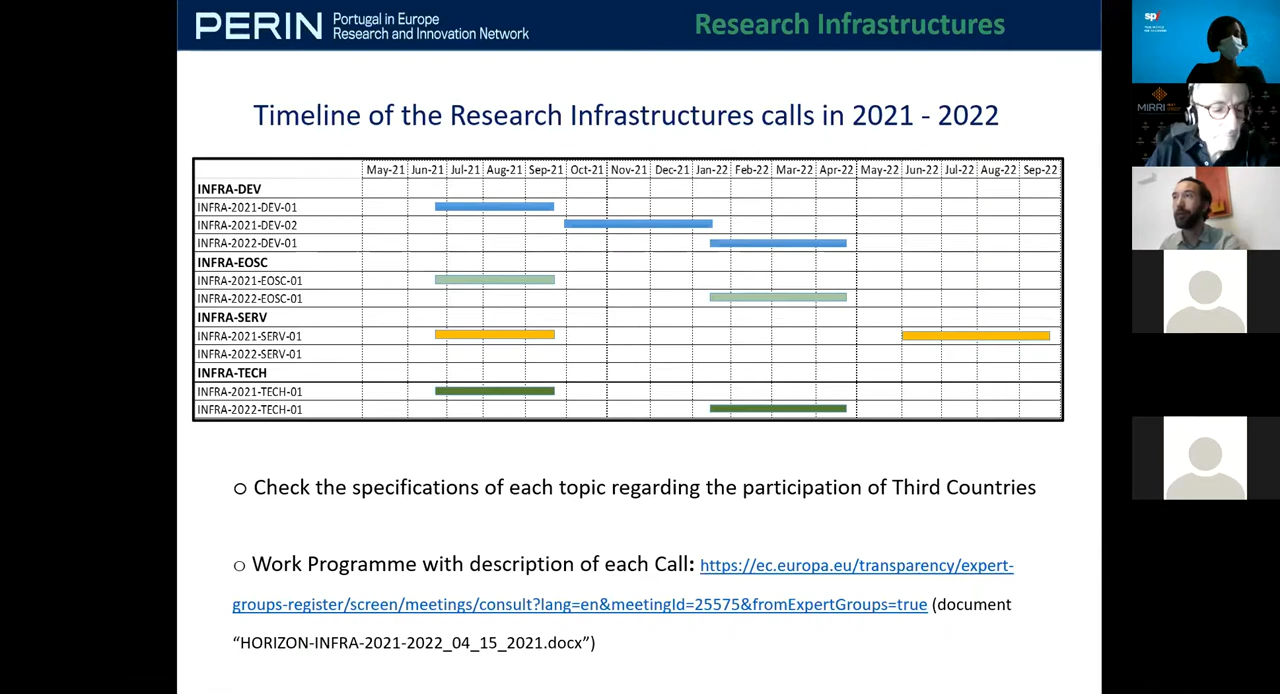 PERIN Portugal in Europe
Research and Innovation Network
Research Infrastructures
Timeline of the Research Infrastructures calls in 2021 - 2022
May-21 Jun-21 Jul-21 Aug-21 Sep-21 Oct-21 Nov-21 Dec-21 Jan-22 Feb-22 Mar-22 Apr-22 May-22 Jun-22 Jul-22 Aug-22 Sep-22
INFRA-DEV
INFRA-2021-DEV-01
INFRA-2021-DEV-02
INFRA-2022-DEV-01
INFRA-EOSC
INFRA-2021-EOSC-01
INFRA-2022-EOSC-01
INFRA-SERV
INFRA-2021-SERV-01
INFRA-2022-SERV-01
INFRA-TECH
INFRA-2021-TECH-01
INFRA-2022-TECH-01
o Check the specifications of each topic regarding the participation of Third Countries
o Work Programme with description of each Call: https://ec.europa.eu/transparency/expert-
groups-register/screen/meetings/consult?lang=en&meetingId=25575&fromExpertGroups=true (document
“HORIZON-INFRA-2021-2022_04_15_2021.docx”)
MIRRI